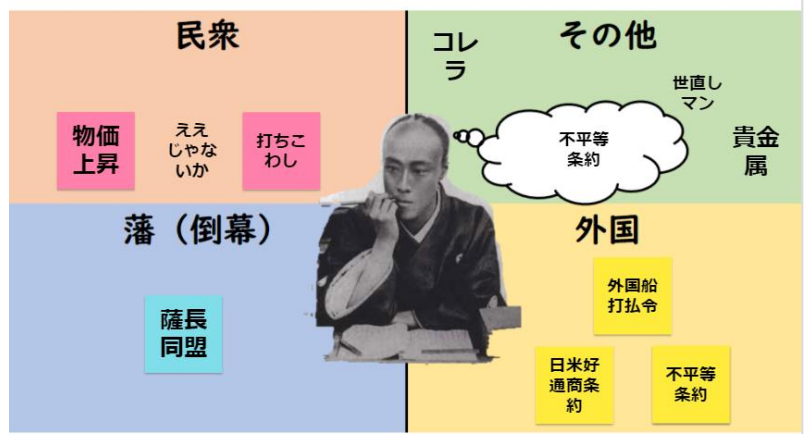 民衆
物価
上昇
ええ
じゃな
いか
打ちこ
わし
その他
コレ
ラ
不平等
条約
世直し
マン
貴金
属
藩（倒幕）
薩長
同盟
外国
外国船
打払令
日米好
通商条
約
不平等
条約